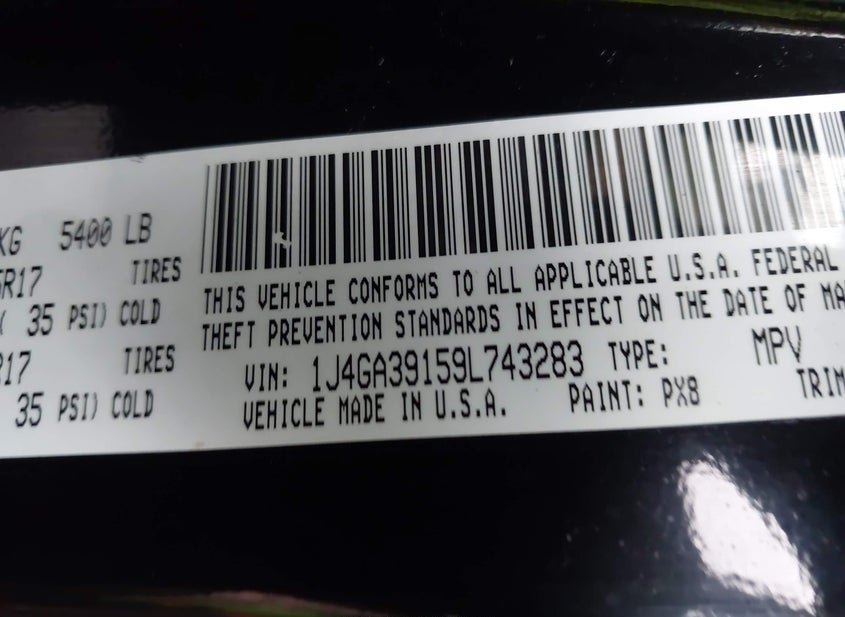 KG 5400 LB
R17 TIRES
35 PSI) COLD
R17 TIRES
35 PSI) COLD
THIS VEHICLE CONFORMS TO ALL APPLICABLE U.S.A. FEDERAL
THEFT PREVENTION STANDARDS IN EFFECT ON THE DATE OF MA
VIN: 1J4GA39159L743283 TYPE: MPV
VEHICLE MADE IN U.S.A. PAINT: PX8 TRIM